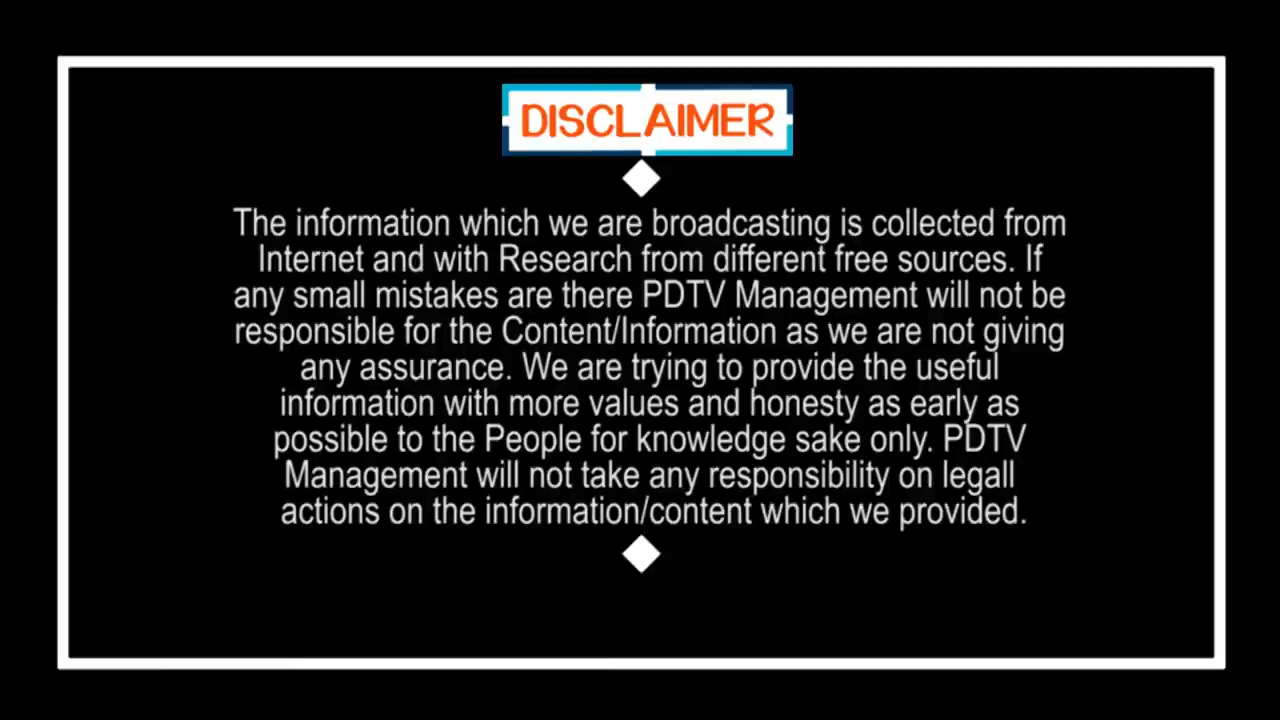 DISCLAIMER
The information which we are broadcasting is collected from
Internet and with Research from different free sources. If
any small mistakes are there PDTV Management will not be
responsible for the Content/Information as we are not giving
any assurance. We are trying to provide the useful
information with more values and honesty as early as
possible to the People for knowledge sake only. PDTV
Management will not take any responsibility on legall
actions on the information/content which we provided.